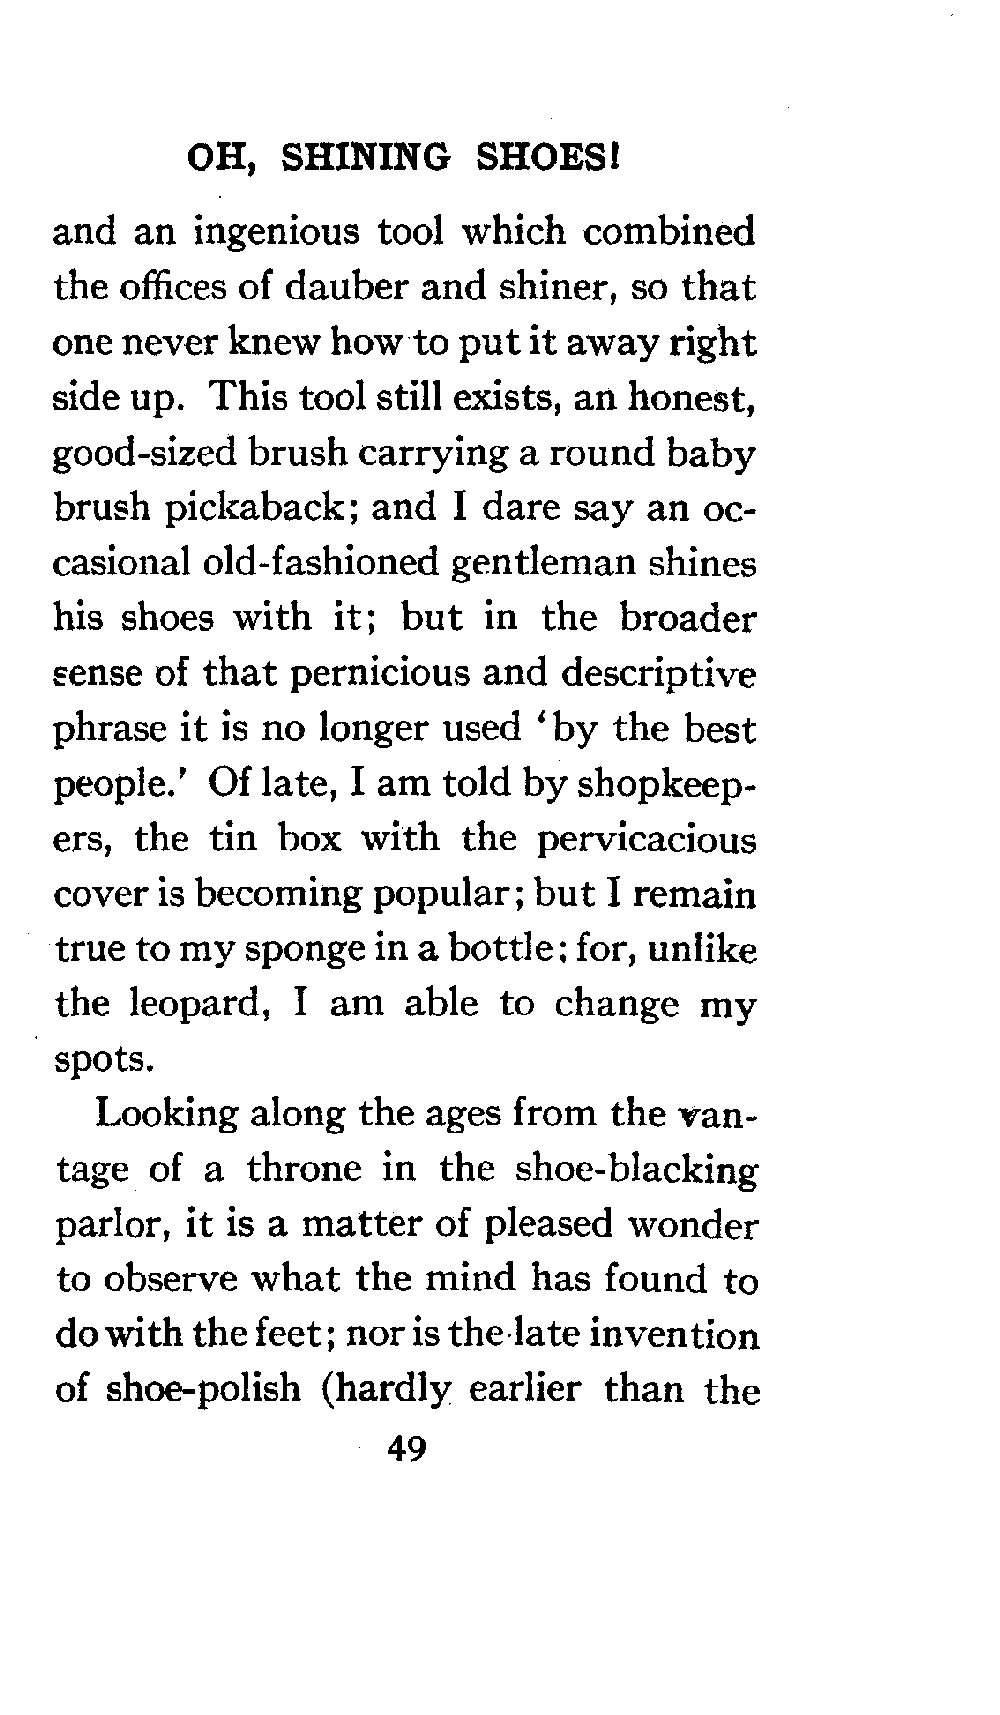 OH, SHINING SHOES!
and an ingenious tool which combined
the offices of dauber and shiner, so that
one never knew how to put it away right
side up. This tool still exists, an honest,
good-sized brush carrying a round baby
brush pickaback; and I dare say an oc-
casional old-fashioned gentleman shines
his shoes with it; but in the broader
sense of that pernicious and descriptive
phrase it is no longer used ‘by the best
people.’ Of late, I am told by shopkeep-
ers, the tin box with the pervicacious
cover is becoming popular; but I remain
true to my sponge in a bottle: for, unlike
the leopard, I am able to change my
spots.
Looking along the ages from the van-
tage of a throne in the shoe-blacking
parlor, it is a matter of pleased wonder
to observe what the mind has found to
do with the feet; nor is the late invention
of shoe-polish (hardly earlier than the
49